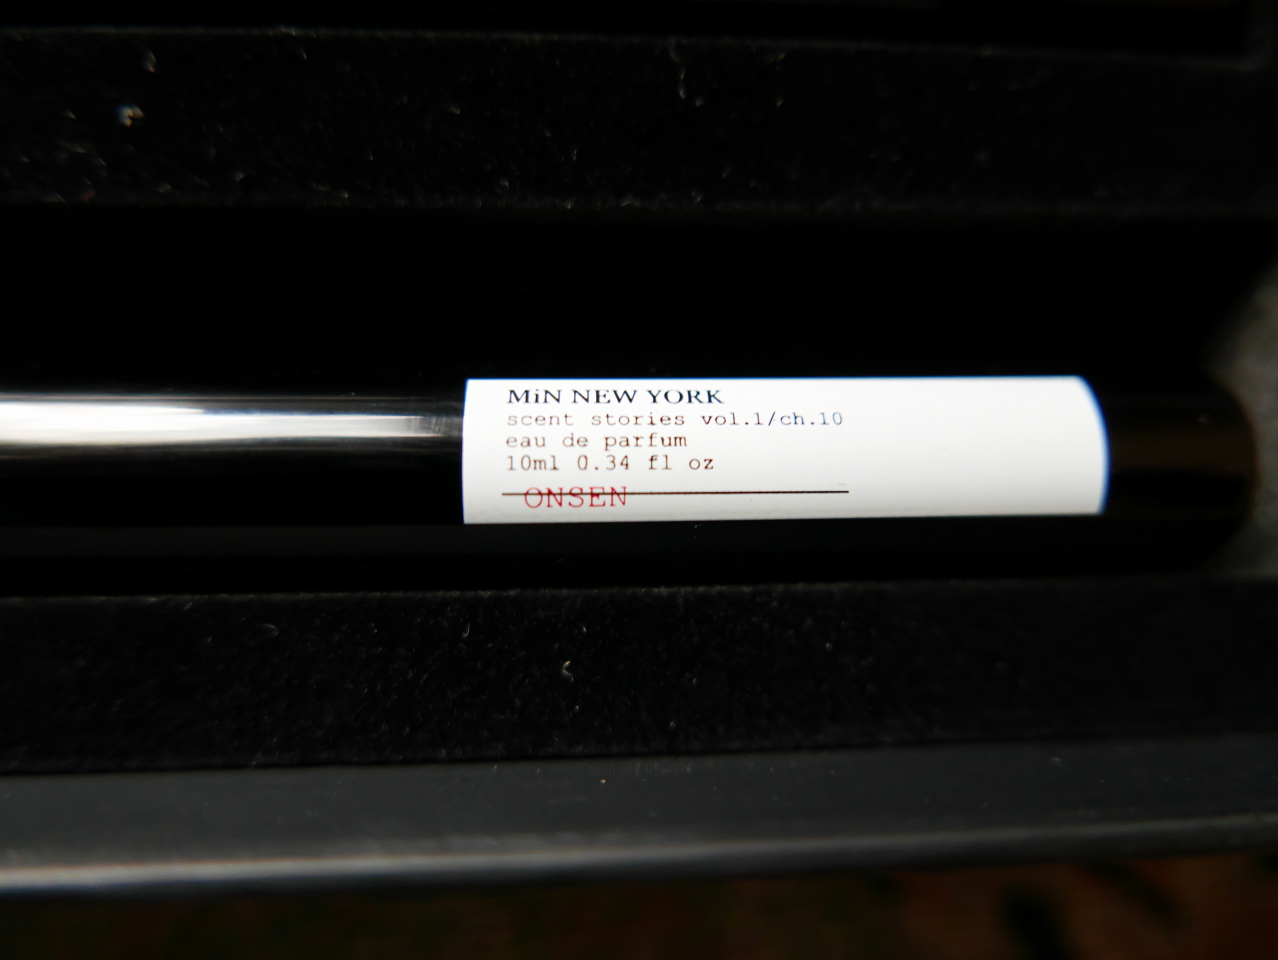 MiN NEW YORK
scent stories vol.1/ch.10
eau de parfum
10ml 0.34 fl oz
ONSEN